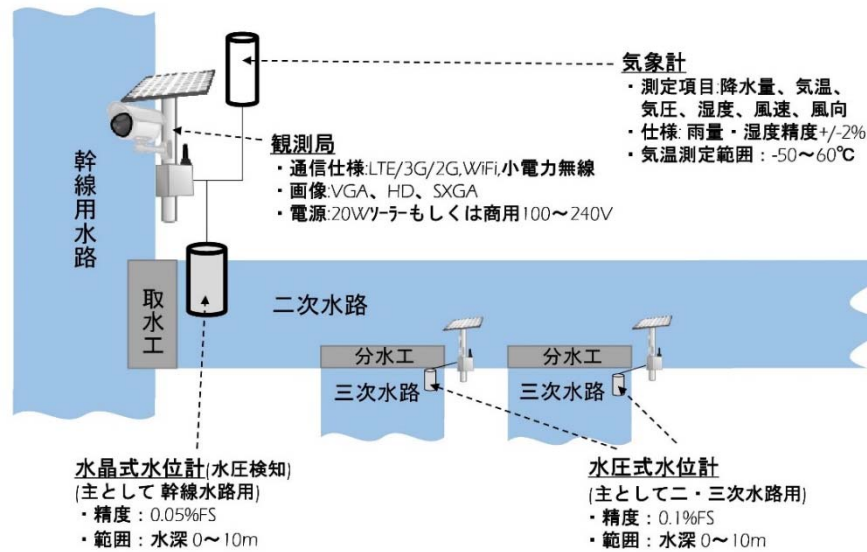 気象計
・測定項目:降水量、気温、
気圧、湿度、風速、風向
・仕様: 雨量・湿度精度+/-2%
・気温測定範囲：-50～60℃
観測局
・通信仕様:LTE/3G/2G,WiFi,小電力無線
・画像:VGA、HD、SXGA
・電源:20Wソーラーもしくは商用100～240V
幹線用水路
取水工
二次水路
分水工
分水工
三次水路
三次水路
水晶式水位計(水圧検知)
(主として 幹線水路用)
・精度：0.05%FS
・範囲：水深 0～10m
水圧式水位計
(主として二・三次水路用)
・精度：0.1%FS
・範囲：水深 0～10m